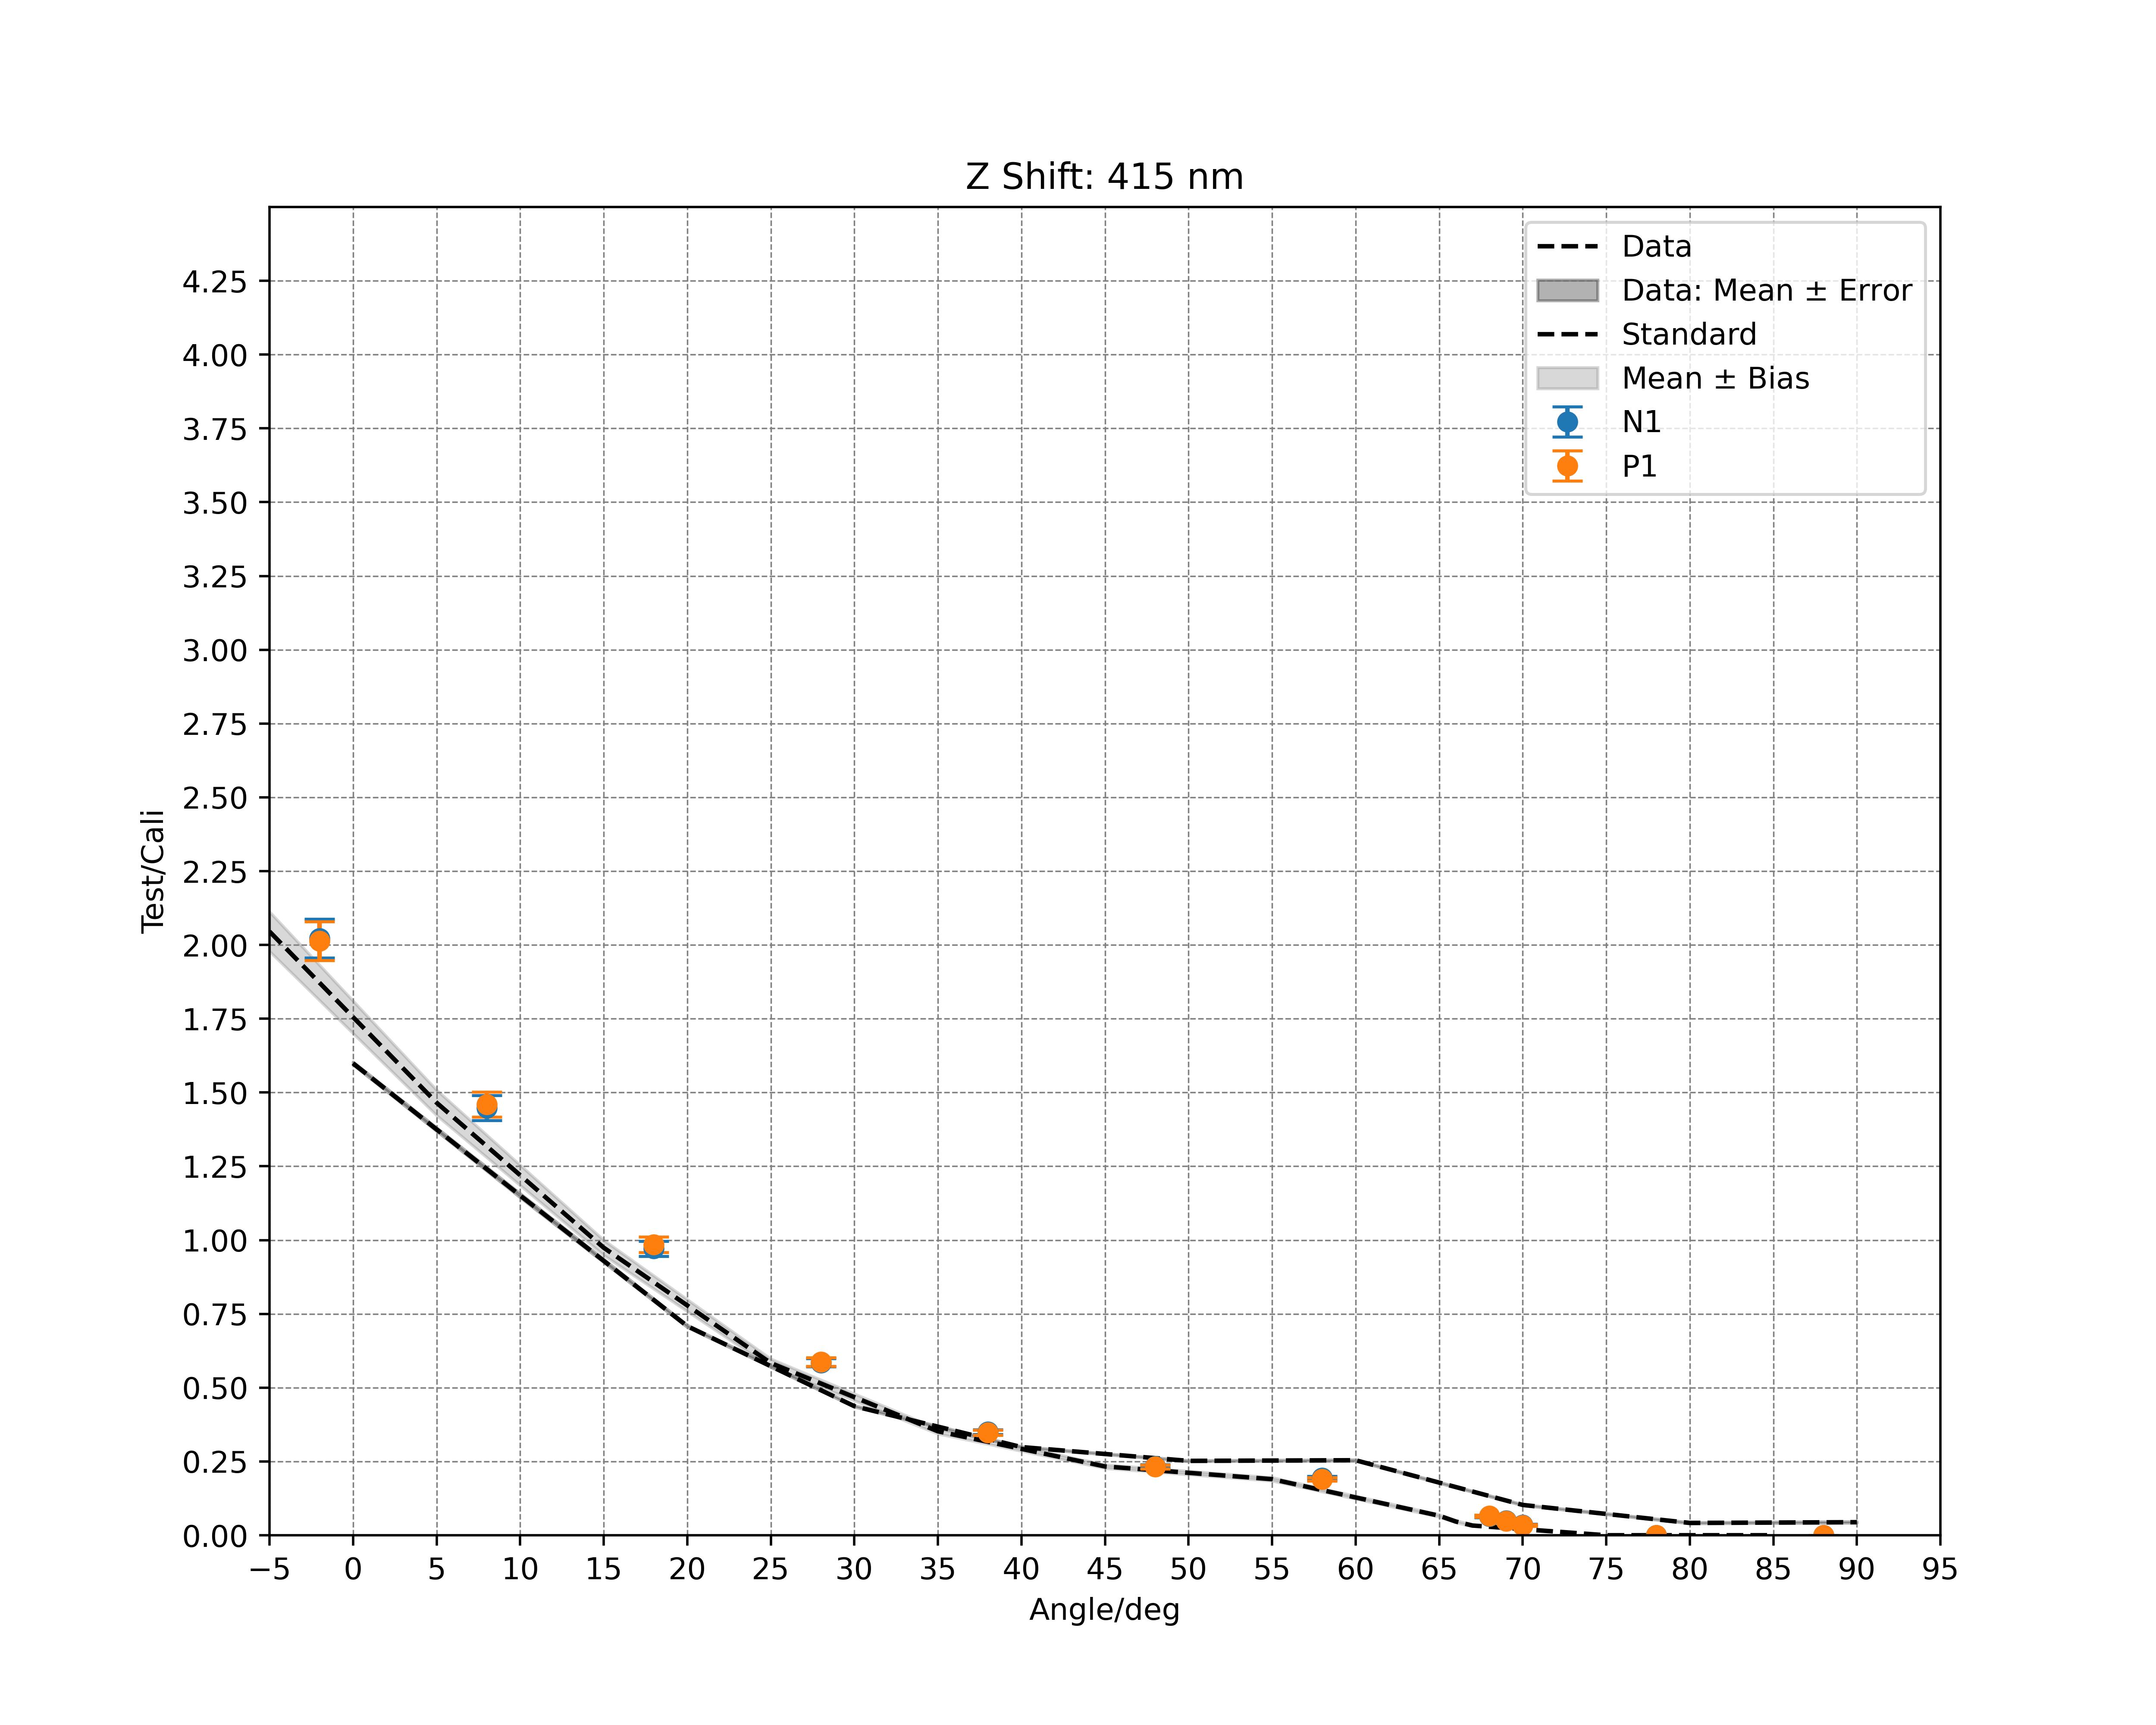 Z Shift: 415 nm
Data
Data: Mean ± Error
Standard
Mean ± Bias
N1
P1
4.25
4.00
3.75
3.50
3.25
3.00
2.75
2.50
2.25
2.00
1.75
1.50
1.25
1.00
0.75
0.50
0.25
0.00
Test/Cali
−5 0 5 10 15 20 25 30 35 40 45 50 55 60 65 70 75 80 85 90 95
Angle/deg